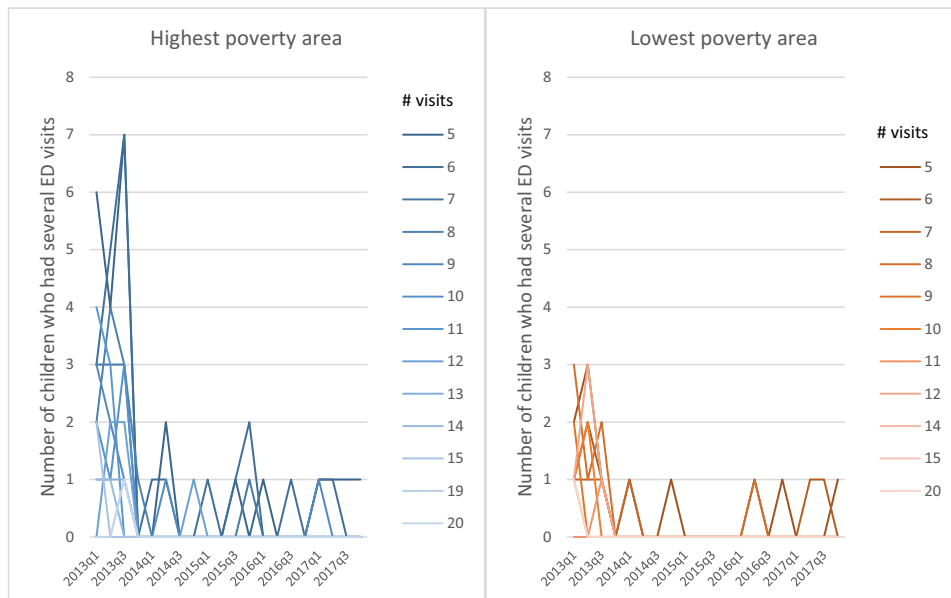 Highest poverty area
Number of children who had several ED visits
8
7
6
5
4
3
2
1
0
2013q1
2013q3
2014q1
2014q3
2015q1
2015q3
2016q1
2016q3
2017q1
2017q3
# visits
5
6
7
8
9
10
11
12
13
14
15
19
20
Lowest poverty area
Number of children who had several ED visits
8
7
6
5
4
3
2
1
0
2013q1
2013q3
2014q1
2014q3
2015q1
2015q3
2016q1
2016q3
2017q1
2017q3
# visits
5
6
7
8
9
10
11
12
14
15
20